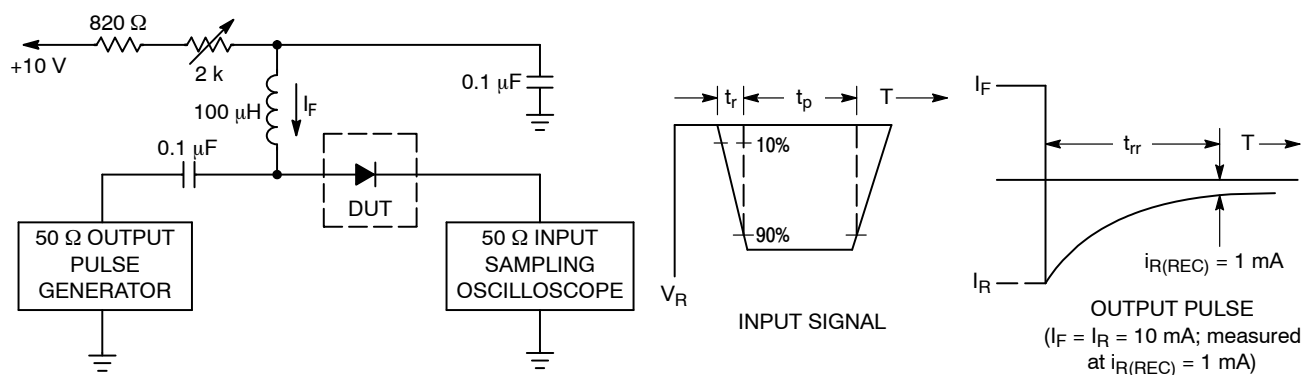 820 Ω
+10 V
2 k
0.1 μF
100 μH
I_F
0.1 μF
DUT
50 Ω OUTPUT
PULSE
GENERATOR
50 Ω INPUT
SAMPLING
OSCILLOSCOPE
t_r
t_p
T
10%
90%
V_R
INPUT SIGNAL
I_F
t_rr
T
i_R(REC) = 1 mA
I_R
OUTPUT PULSE
(I_F = I_R = 10 mA; measured
at i_R(REC) = 1 mA)